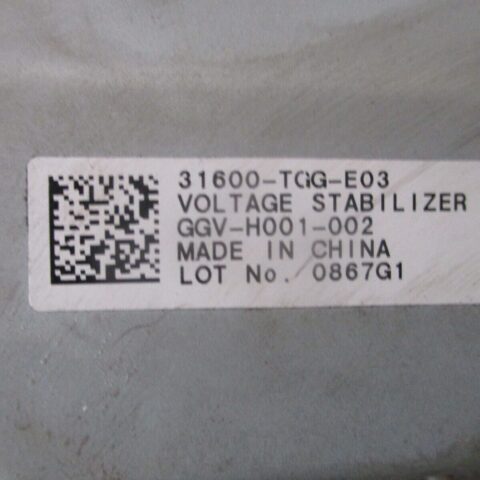 31600-TGG-E03
VOLTAGE STABILIZER
GGV-H001-002
MADE IN CHINA
LOT No. 0867G1